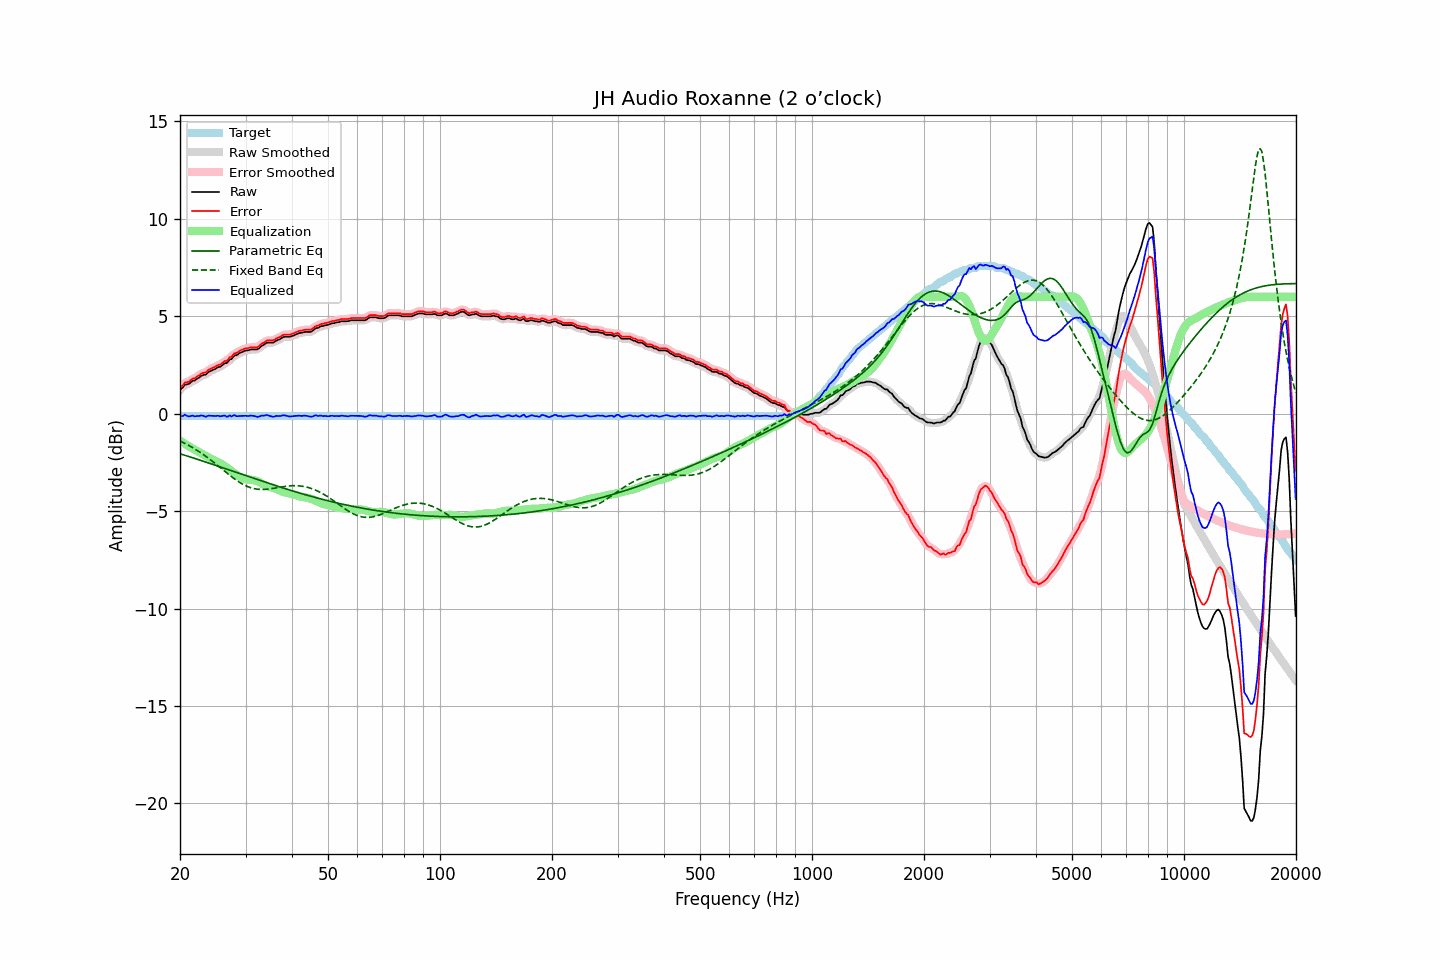 JH Audio Roxanne (2 o’clock)
Target
Raw Smoothed
Error Smoothed
Raw
Error
Equalization
Parametric Eq
Fixed Band Eq
Equalized
15
10
5
0
−5
−10
−15
−20
Amplitude (dBr)
20 50 100 200 500 1000 2000 5000 10000 20000
Frequency (Hz)